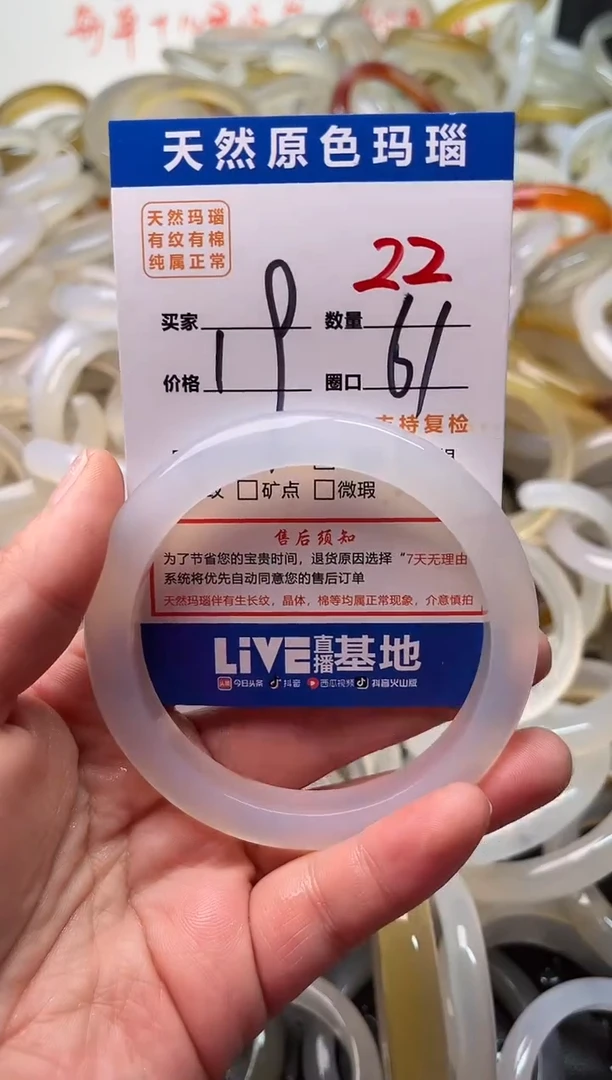 天然原色玛瑙
天然玛瑙
有纹有棉
纯属正常
22
买家 数量
价格 19 圈口 61
支持复检
纹 □矿点 □微瑕
售后须知
为了节省您的宝贵时间，退货原因选择“7天无理由
系统将优先自动同意您的售后订单
天然玛瑙伴有生长纹，晶体，棉等均属正常现象，介意慎拍
LIVE直播基地
头条 今日头条 抖音 西瓜视频 抖音火山版